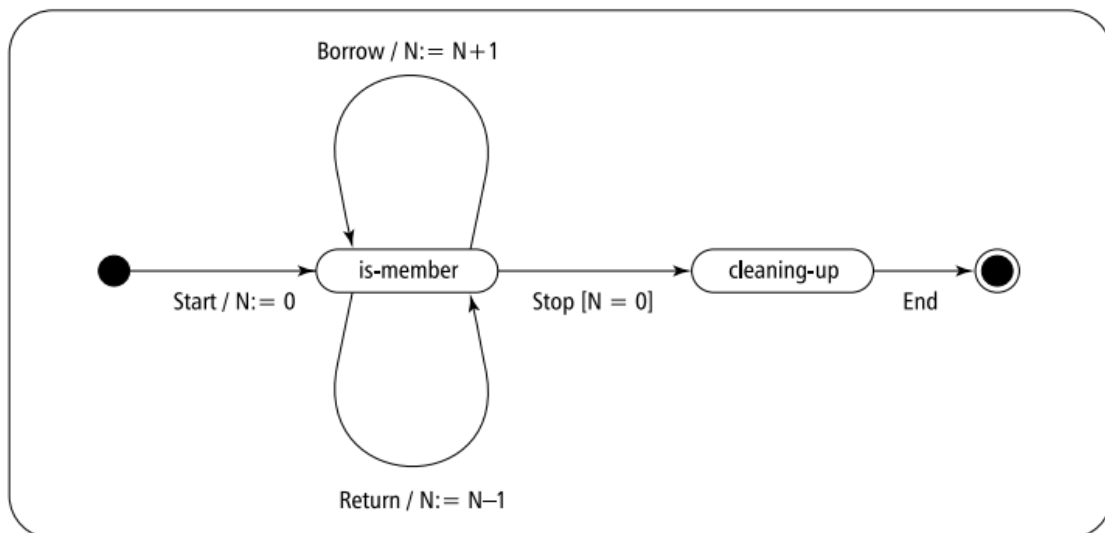 Borrow / N:= N+1
is-member
cleaning-up
Start / N:= 0
Stop [N = 0]
End
Return / N:= N–1